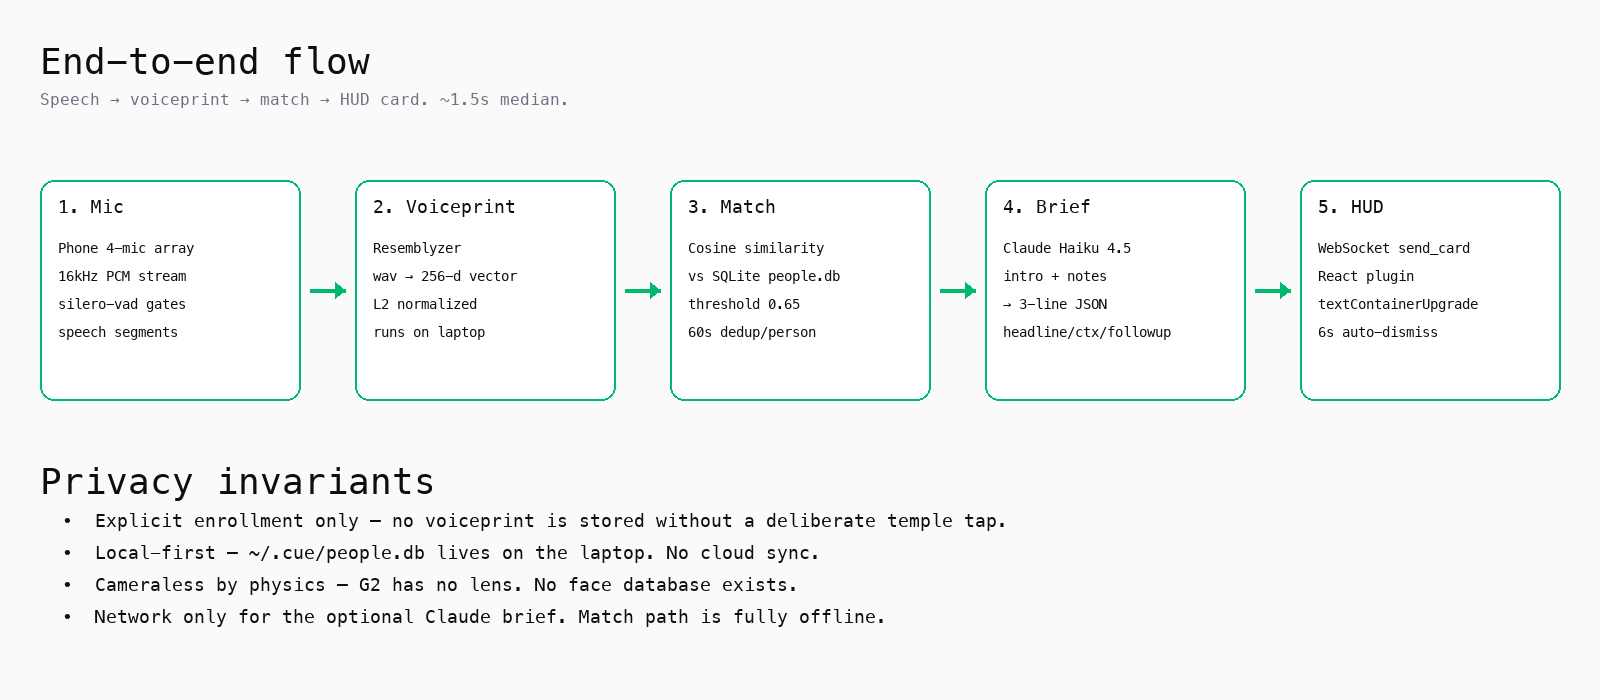 End−to−end flow
Speech → voiceprint → match → HUD card. ~1.5s median.
1. Mic
Phone 4−mic array
16kHz PCM stream
silero−vad gates
speech segments
2. Voiceprint
Resemblyzer
wav → 256−d vector
L2 normalized
runs on laptop
3. Match
Cosine similarity
vs SQLite people.db
threshold 0.65
60s dedup/person
4. Brief
Claude Haiku 4.5
intro + notes
→ 3−line JSON
headline/ctx/followup
5. HUD
WebSocket send_card
React plugin
textContainerUpgrade
6s auto−dismiss
Privacy invariants
• Explicit enrollment only — no voiceprint is stored without a deliberate temple tap.
• Local−first — ~/.cue/people.db lives on the laptop. No cloud sync.
• Cameraless by physics — G2 has no lens. No face database exists.
• Network only for the optional Claude brief. Match path is fully offline.